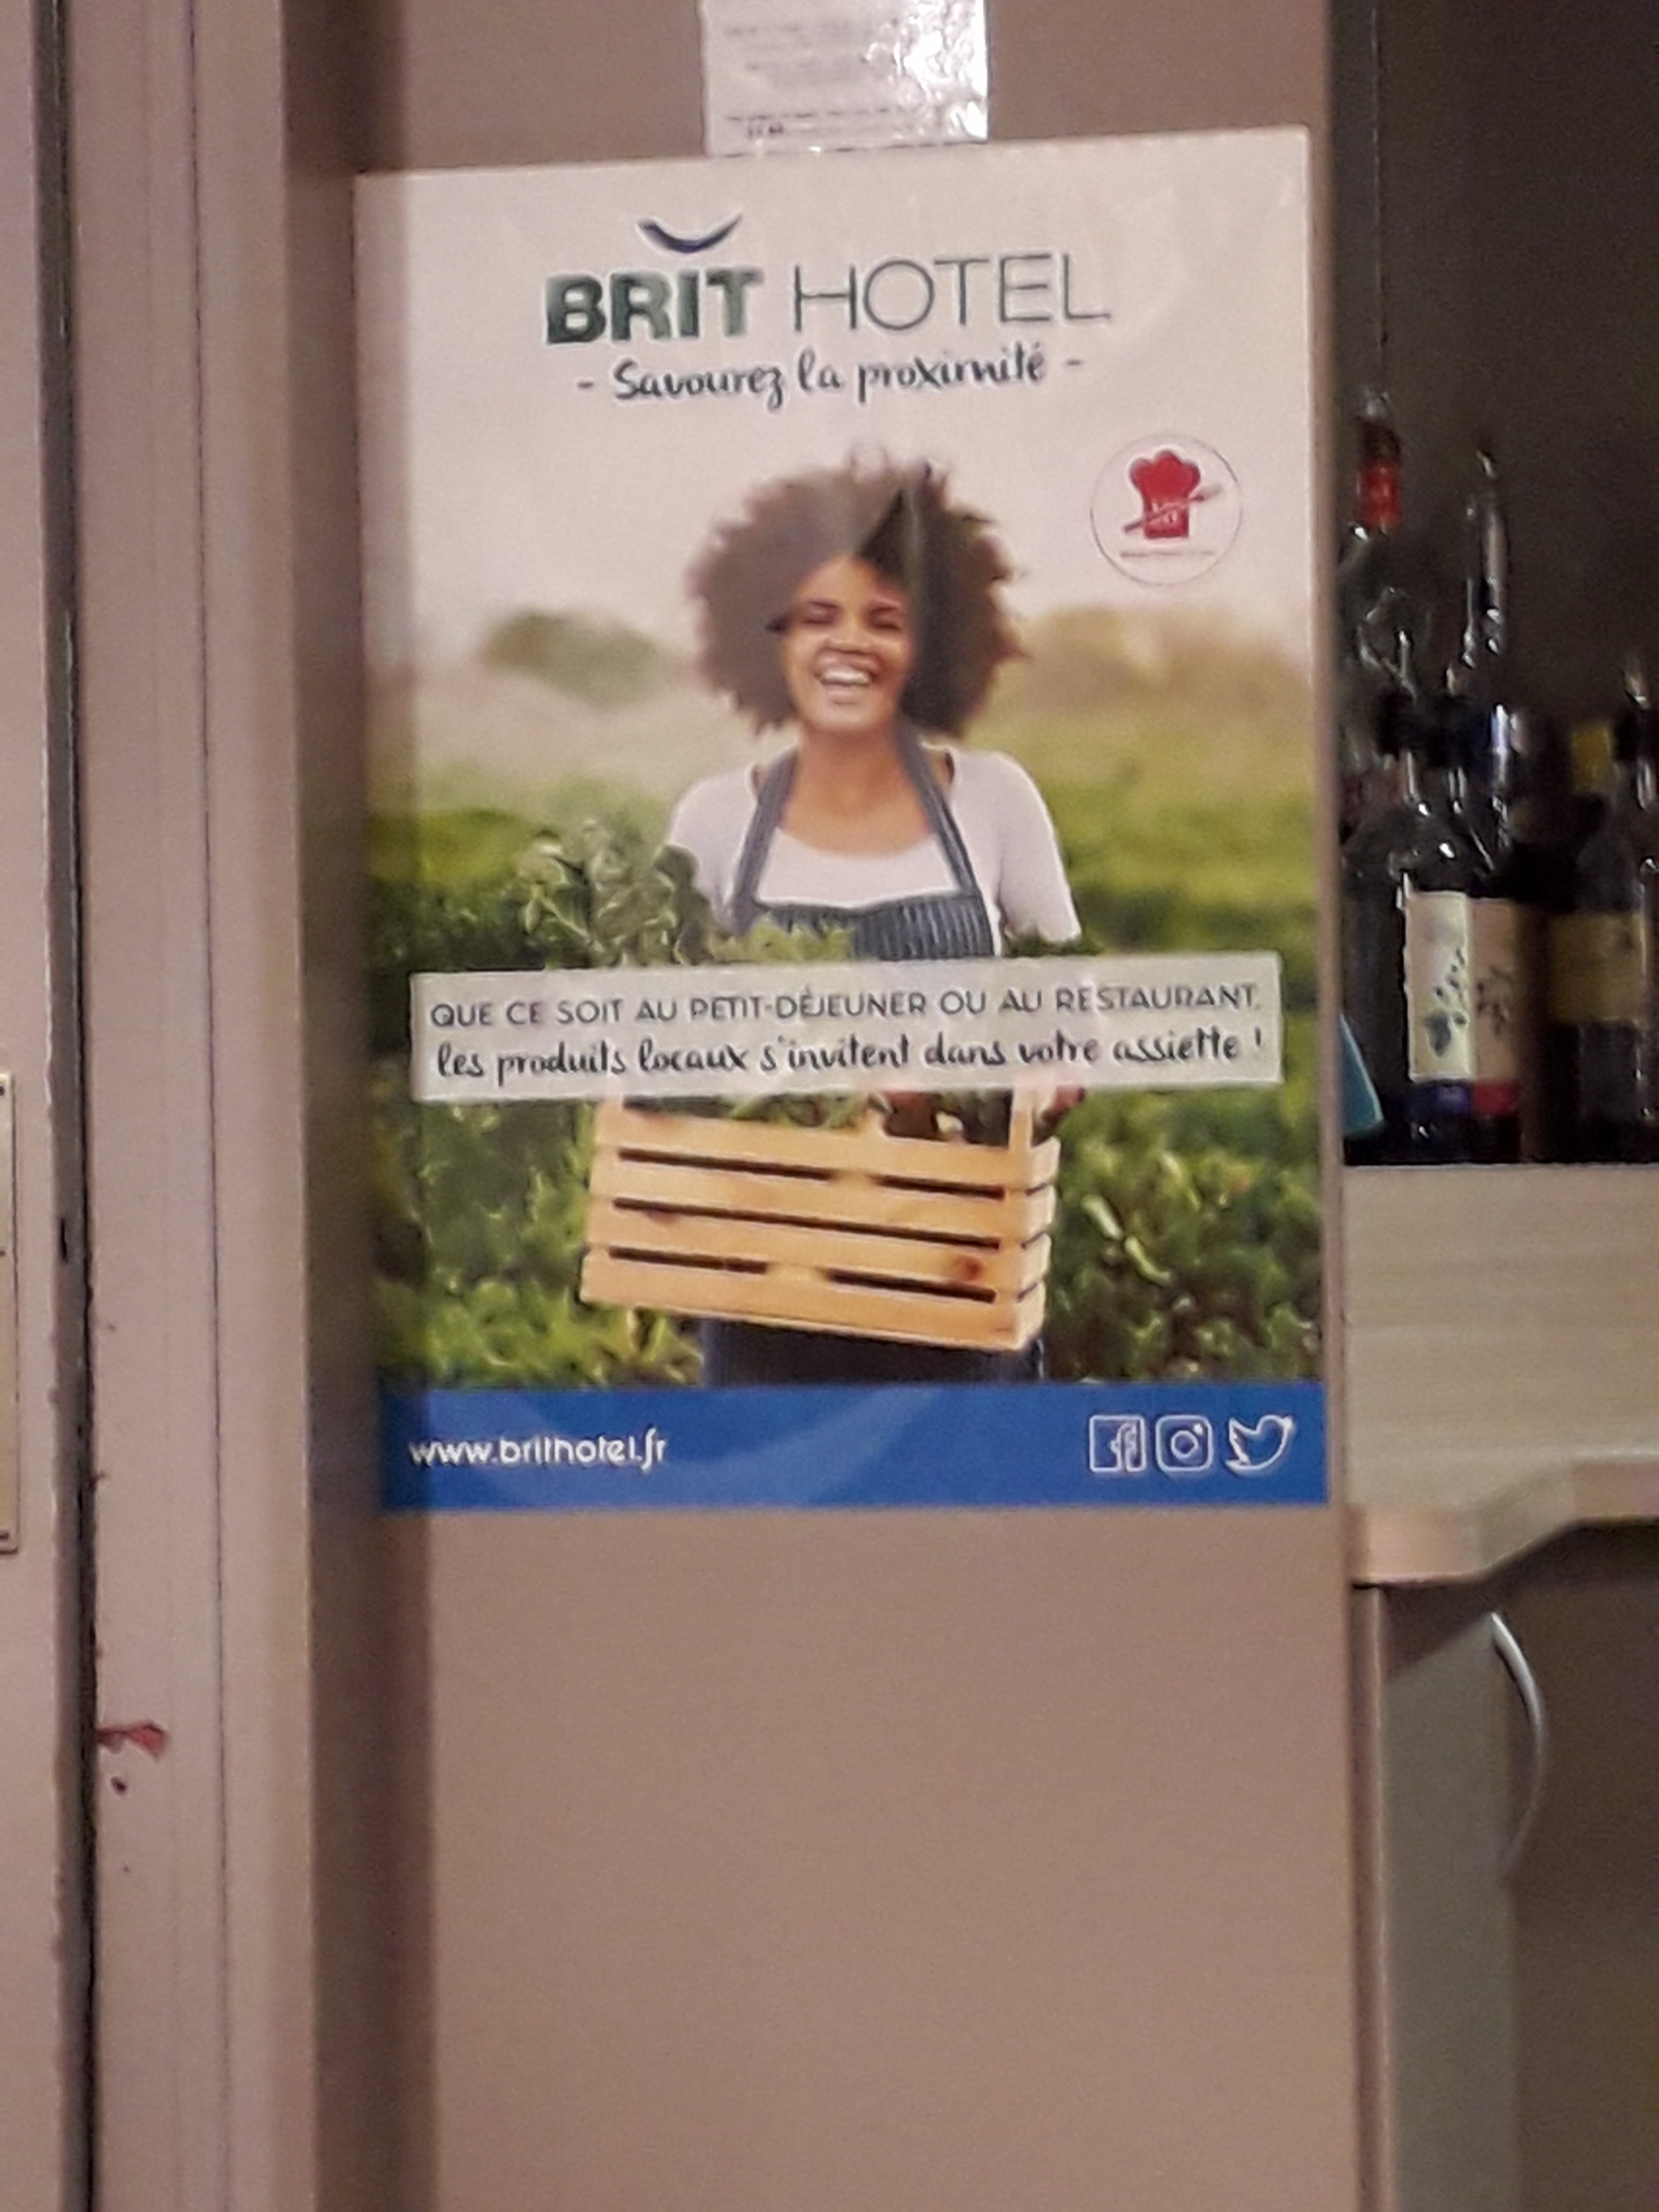 BRIT HOTEL
- Savourez la proximité -
QUE CE SOIT AU PETIT-DÉJEUNER OU AU RESTAURANT,
les produits locaux s'invitent dans votre assiette !
www.brithotel.fr